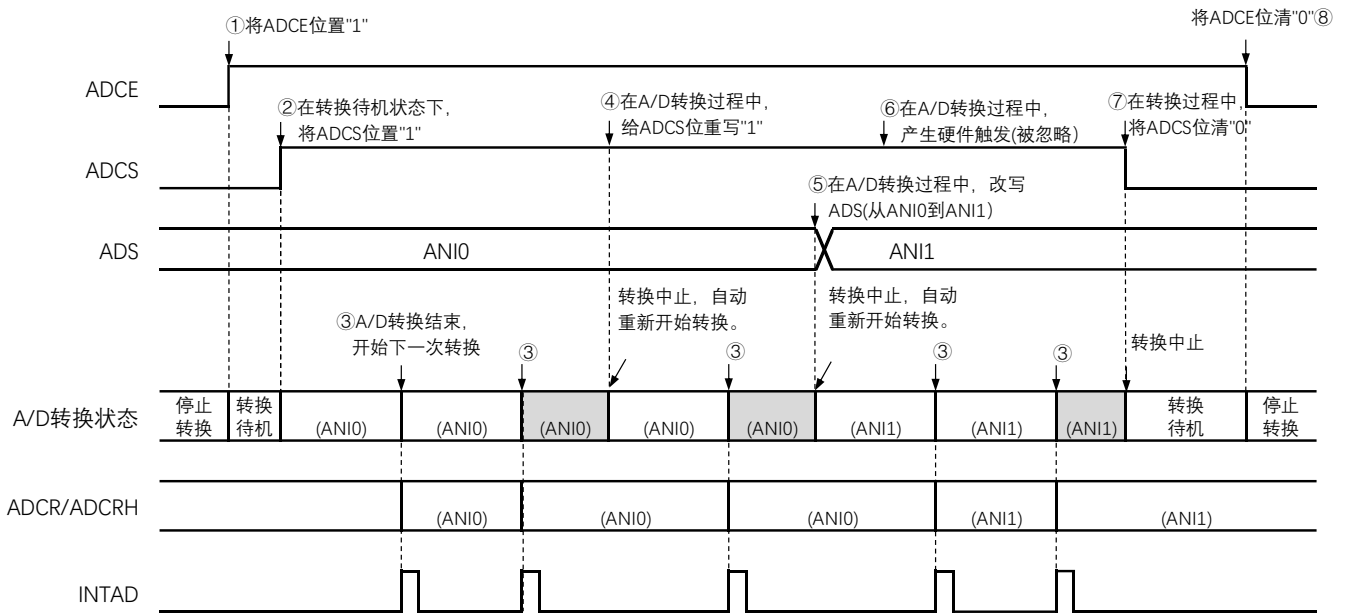 ①将ADCE位置"1"
将ADCE位清"0"⑧
ADCE
②在转换待机状态下，
将ADCS位置"1"
④在A/D转换过程中，
给ADCS位重写"1"
⑥在A/D转换过程中，
产生硬件触发(被忽略)
⑦在转换过程中，
将ADCS位清"0"
ADCS
⑤在A/D转换过程中，改写
ADS(从ANI0到ANI1)
ADS
ANI0
ANI1
③A/D转换结束，
开始下一次转换
③
转换中止，自动
重新开始转换。
③
转换中止，自动
重新开始转换。
③
③
转换中止
A/D转换状态
停止
转换
转换
待机
(ANI0)
(ANI0)
(ANI0)
(ANI0)
(ANI0)
(ANI1)
(ANI1)
(ANI1)
转换
待机
停止
转换
ADCR/ADCRH
(ANI0)
(ANI0)
(ANI0)
(ANI1)
(ANI1)
INTAD